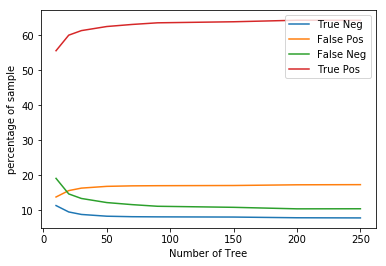 60
50
40
30
20
10
0
50
100
150
200
250
percentage of sample
Number of Tree
True Neg
False Pos
False Neg
True Pos